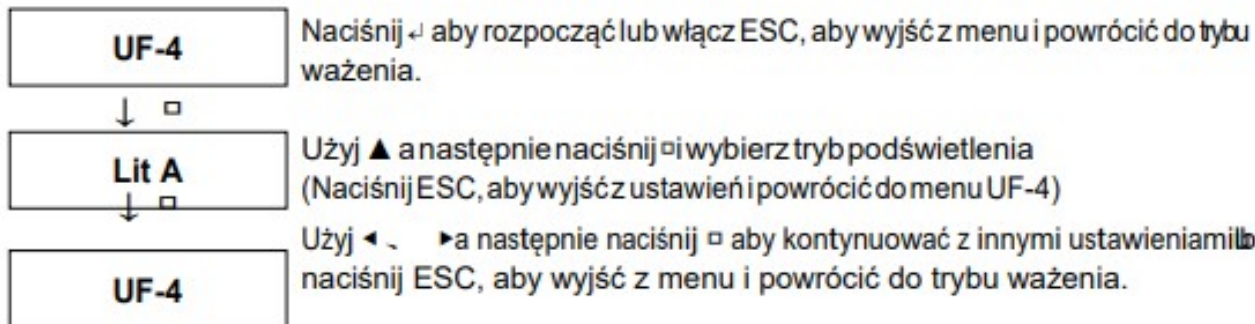 UF-4
Naciśnij ↵ aby rozpocząć lub włącz ESC, aby wyjść z menu i powrócić do trybu
ważenia.
↓ ▫
Lit A
Użyj ▲ a następnie naciśnij ▫ i wybierz tryb podświetlenia
(Naciśnij ESC, aby wyjść z ustawień i powrócić do menu UF-4)
↓ ▫
Użyj ◄ 、 ► a następnie naciśnij ▫ aby kontynuować z innymi ustawieniami lub
naciśnij ESC, aby wyjść z menu i powrócić do trybu ważenia.
UF-4